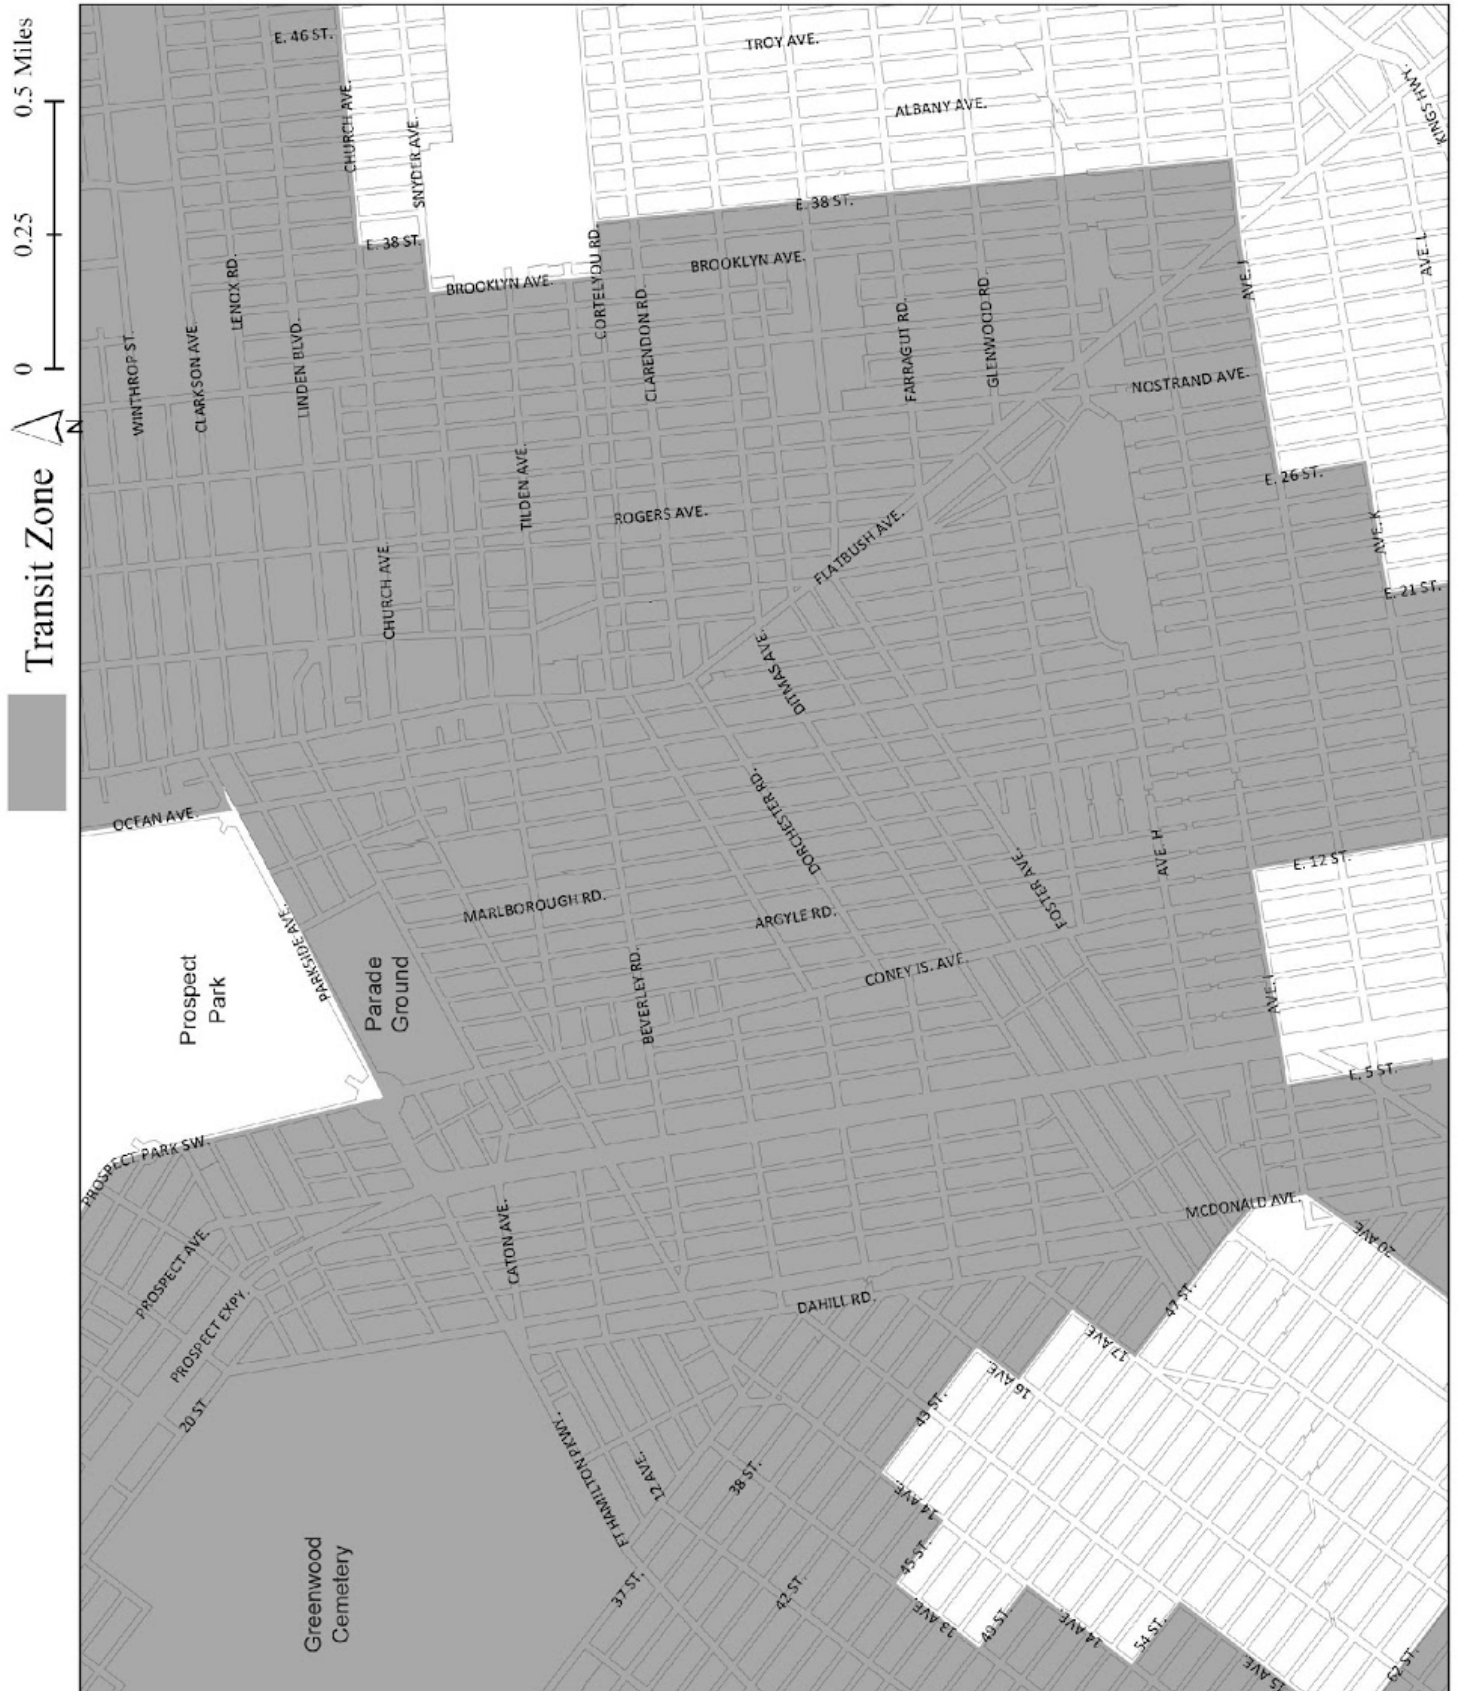 Transit Zone
N
0 0.25 0.5 Miles
E. 46 ST.
TROY AVE.
CHURCH AVE.
ALBANY AVE.
KINGS HWY.
SNYDER AVE.
E. 38 ST.
E. 38 ST.
BROOKLYN AVE.
BROOKLYN AVE.
CORTELYOU RD.
LENOX RD.
AVE. J
AVE. L
WINTHROP ST.
CLARKSON AVE.
LINDEN BLVD.
CLARENDON RD.
FARRAGUT RD.
GLENWOOD RD.
NOSTRAND AVE.
E. 26 ST.
TILDEN AVE.
ROGERS AVE.
FLATBUSH AVE.
AVE. K
CHURCH AVE.
E. 21 ST.
DITMAS AVE.
OCEAN AVE.
DORCHESTER RD.
AVE. H
E. 12 ST.
FOSTER AVE.
MARLBOROUGH RD.
ARGYLE RD.
PARKSIDE AVE.
Prospect
Park
Parade
Ground
BEVERLEY RD.
CONEY IS. AVE.
AVE. I
E. 5 ST.
PROSPECT PARK SW.
MCDONALD AVE.
20 AVE.
PROSPECT AVE.
CATON AVE.
PROSPECT EXPY.
DAHILL RD.
47 ST.
17 AVE.
16 AVE.
20 ST.
43 ST.
FT HAMILTON PKWY.
12 AVE.
38 ST.
14 AVE.
45 ST.
Greenwood
Cemetery
37 ST.
42 ST.
13 AVE.
49 ST.
14 AVE.
54 ST.
15 AVE.
62 ST.